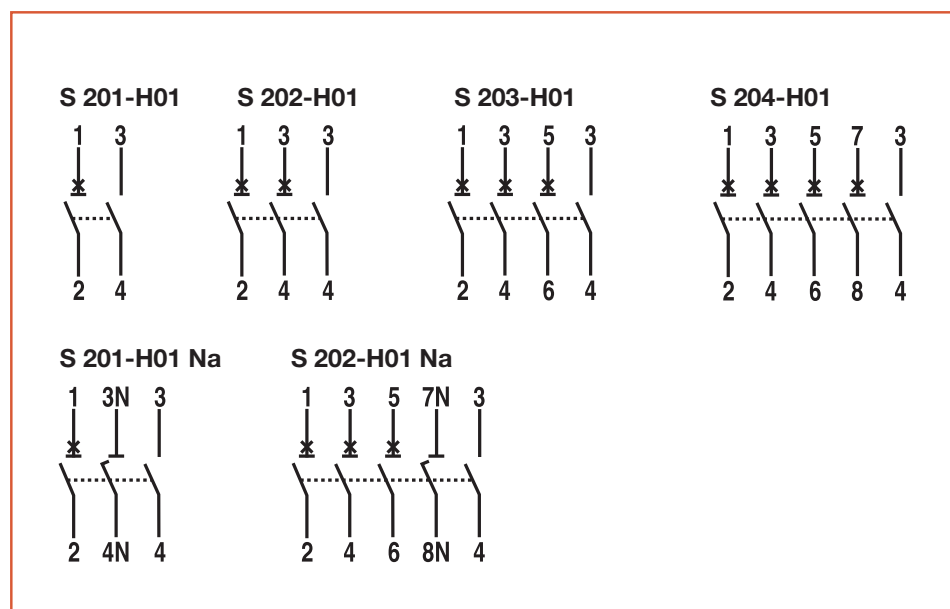 S 201-H01 S 202-H01 S 203-H01 S 204-H01
1 3 1 3 3 1 3 5 3 1 3 5 7 3
2 4 2 4 4 2 4 6 4 2 4 6 8 4
S 201-H01 Na S 202-H01 Na
1 3N 3 1 3 5 7N 3
2 4N 4 2 4 6 8N 4